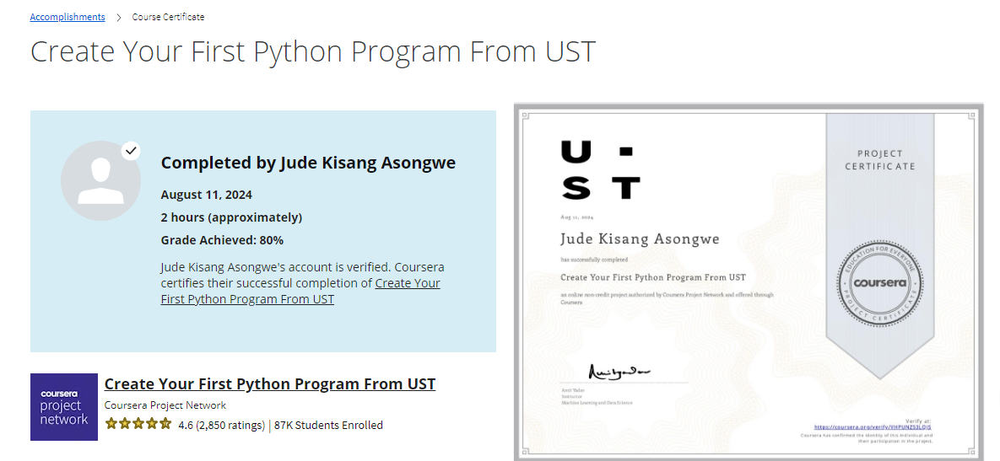 Accomplishments > Course Certificate
Create Your First Python Program From UST
Completed by Jude Kisang Asongwe
August 11, 2024
2 hours (approximately)
Grade Achieved: 80%
Jude Kisang Asongwe's account is verified. Coursera
certifies their successful completion of Create Your
First Python Program From UST
coursera
project
network
Create Your First Python Program From UST
Coursera Project Network
4.6 (2,850 ratings) | 87K Students Enrolled
U -
S T
Aug 11, 2024
Jude Kisang Asongwe
has successfully completed
Create Your First Python Program From UST
an online non-credit project authorized by Coursera Project Network and offered through
Coursera
Amit Yadav
Instructor
Machine Learning and Data Science
PROJECT
CERTIFICATE
EDUCATION FOR EVERYONE
coursera
PROJECT CERTIFICATE
Verify at:
Coursera has confirmed the identity of this individual and
their participation in the project.